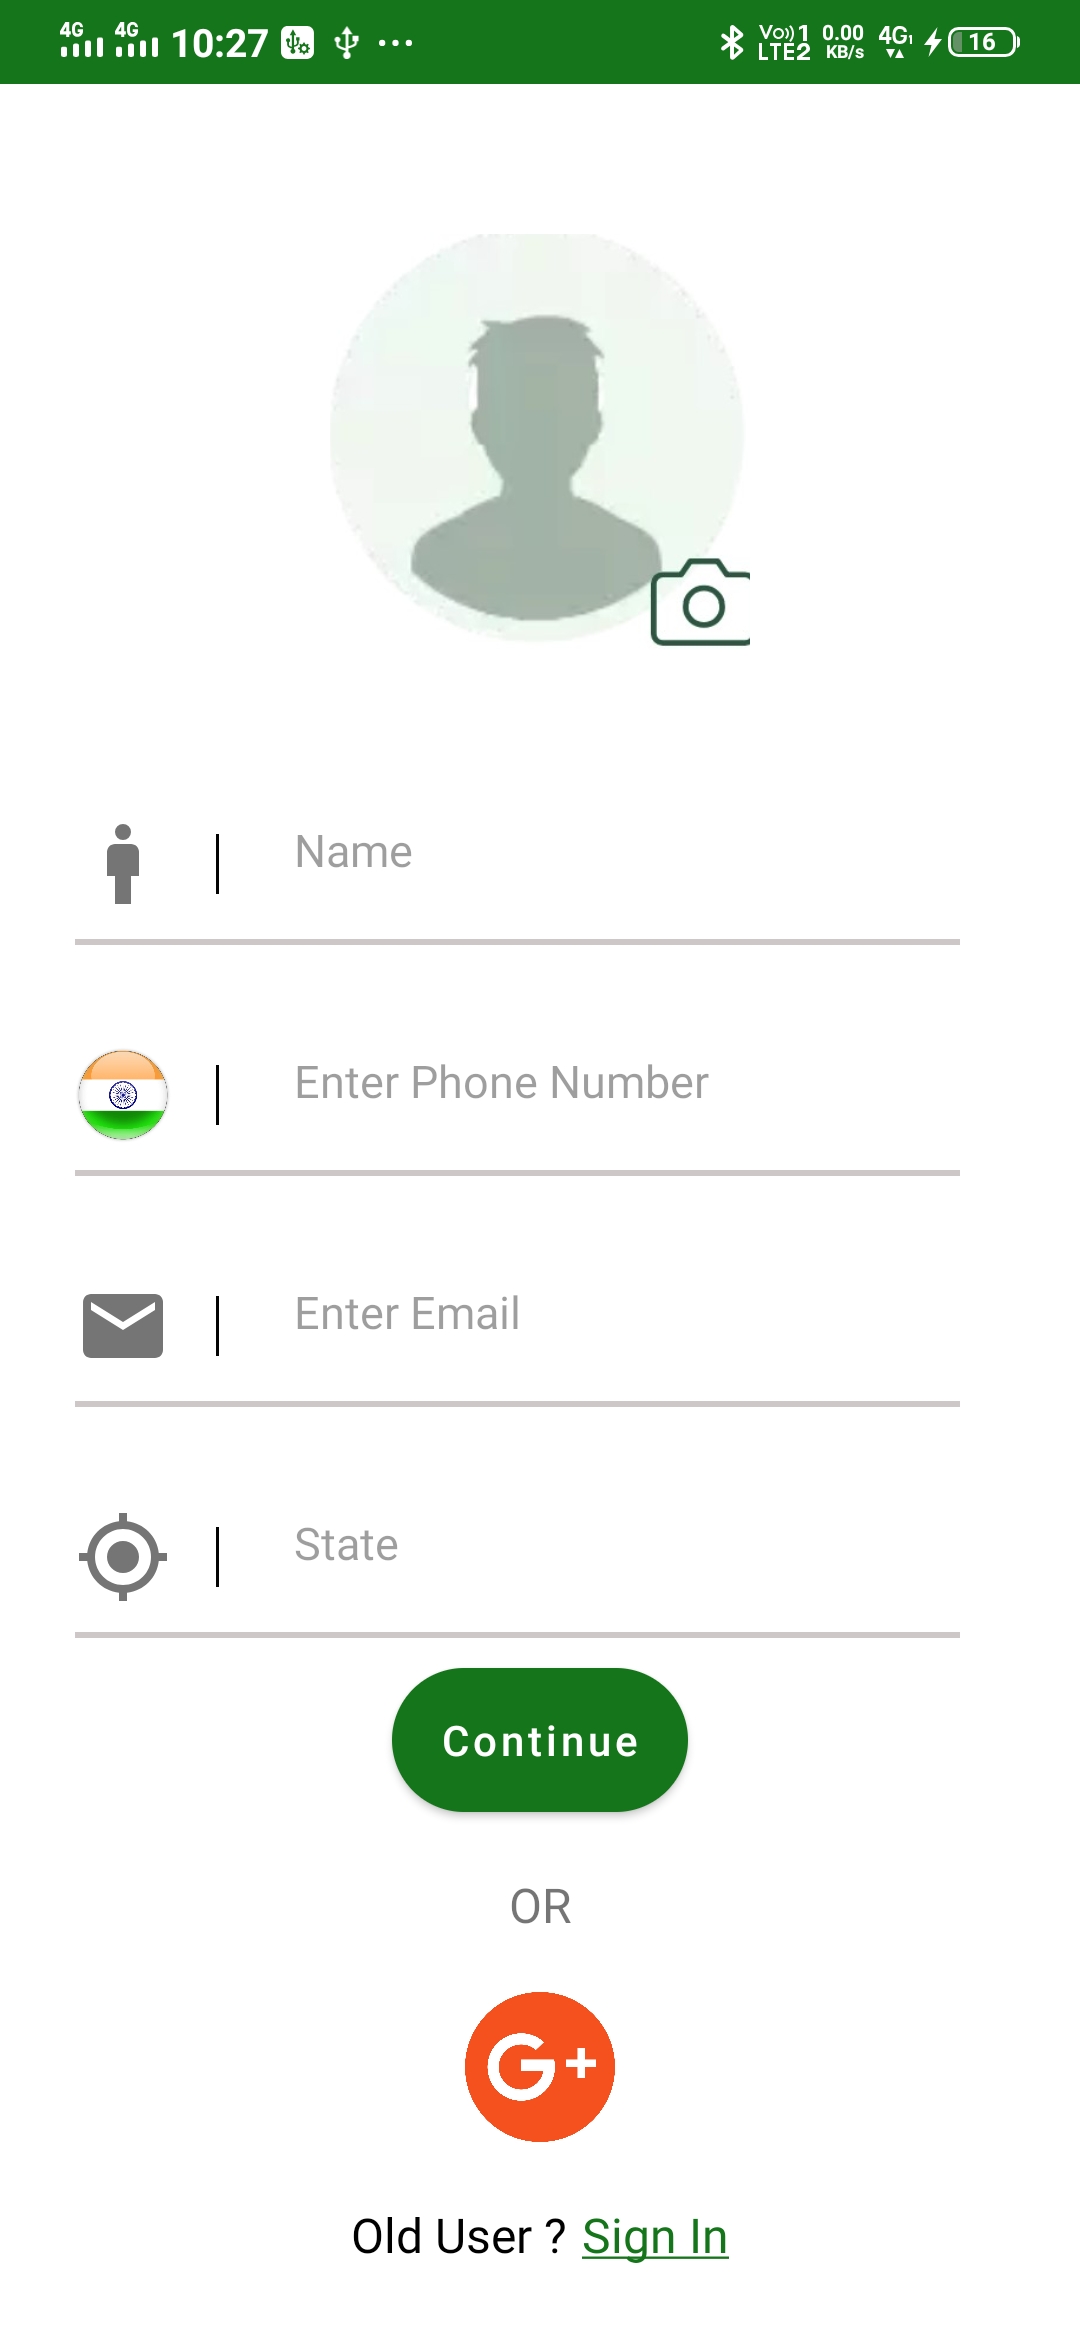 4G 4G 10:27 ... Vo)) 1 LTE2 0.00 KB/s 4G1 16
Name
Enter Phone Number
Enter Email
State
Continue
OR
G+
Old User ? Sign In